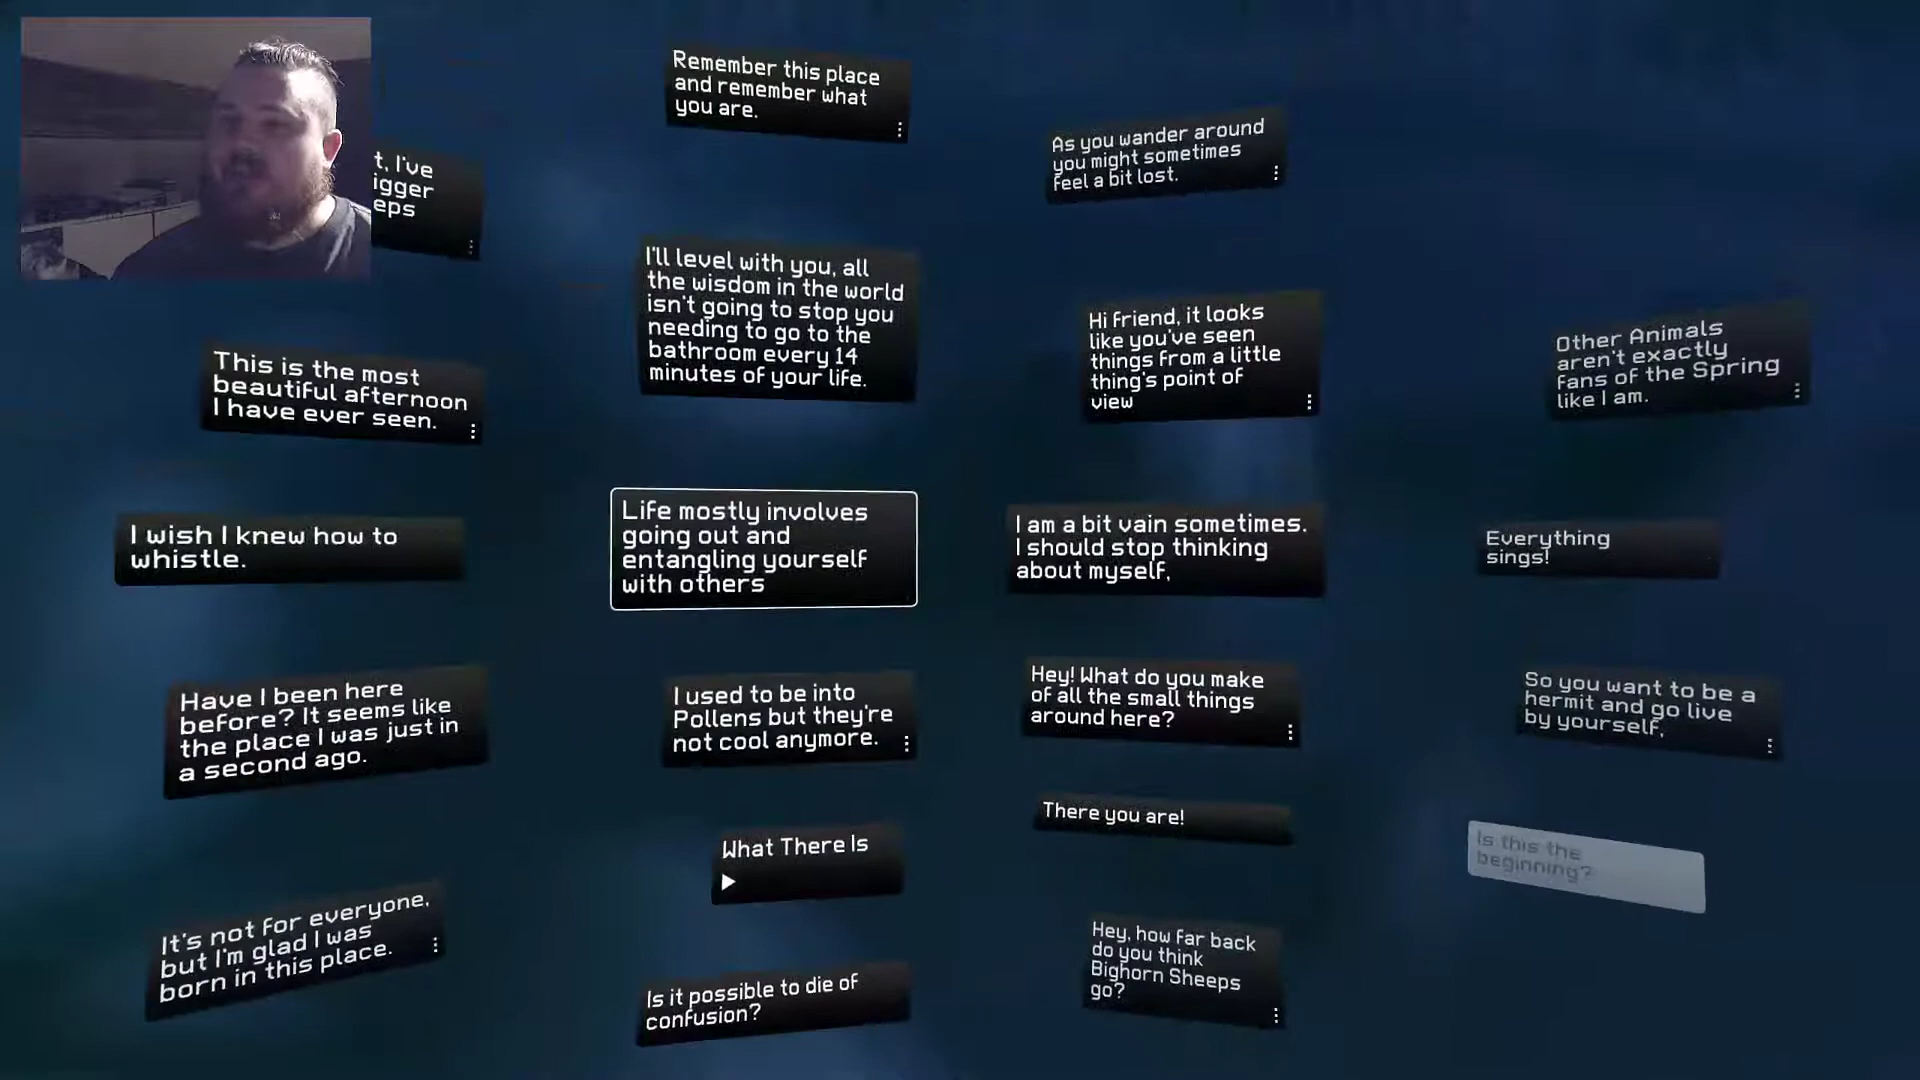 t, I've
igger
eps
This is the most
beautiful afternoon
I have ever seen.
I wish I knew how to
whistle.
Have I been here
before? It seems like
the place I was just in
a second ago.
It's not for everyone,
but I'm glad I was
born in this place.
Remember this place
and remember what
you are.
I'll level with you, all
the wisdom in the world
isn't going to stop you
needing to go to the
bathroom every 14
minutes of your life.
Life mostly involves
going out and
entangling yourself
with others
I used to be into
Pollens but they're
not cool anymore.
What There Is
Is it possible to die of
confusion?
As you wander around
you might sometimes
feel a bit lost.
Hi friend, it looks
like you've seen
things from a little
thing's point of
view
I am a bit vain sometimes.
I should stop thinking
about myself,
Hey! What do you make
of all the small things
around here?
There you are!
Hey, how far back
do you think
Bighorn Sheeps
go?
Other Animals
aren't exactly
fans of the Spring
like I am.
Everything
sings!
So you want to be a
hermit and go live
by yourself,
Is this the
beginning?